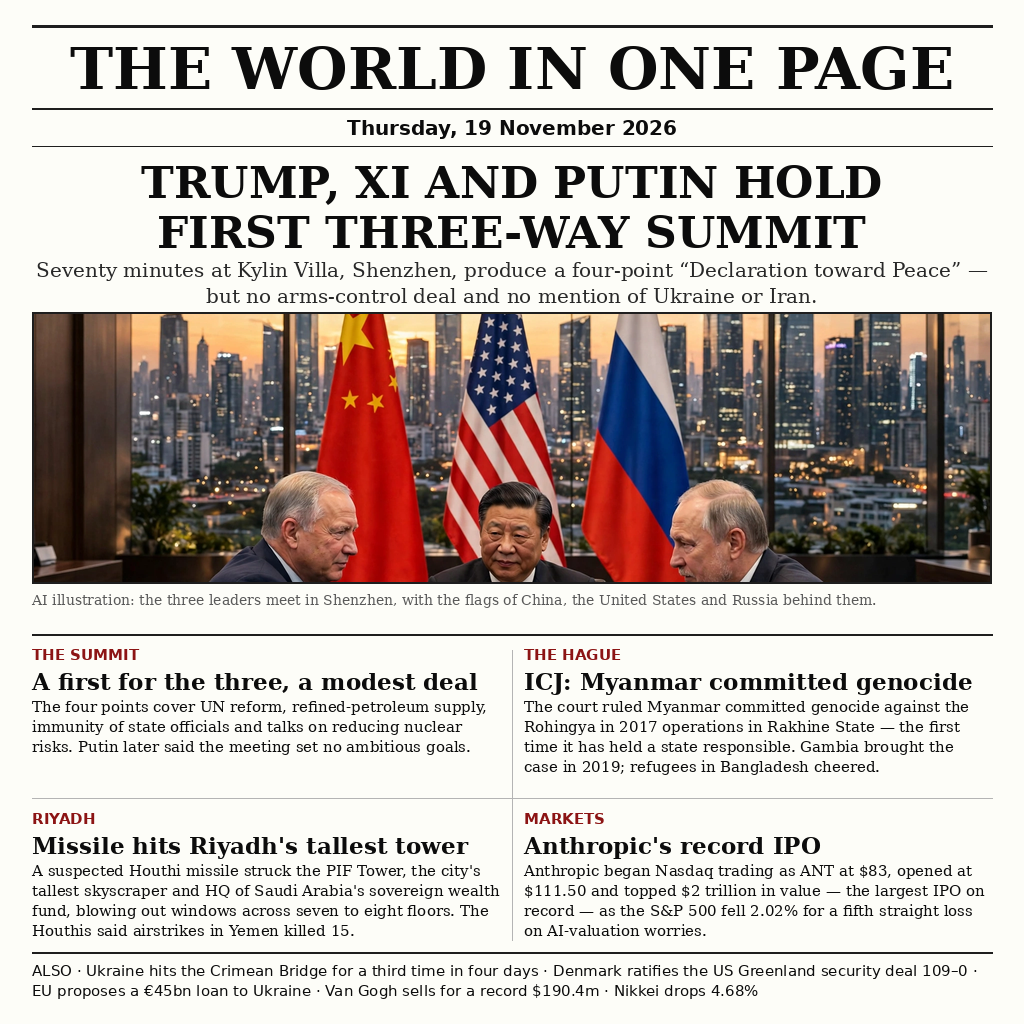 THE WORLD IN ONE PAGE
Thursday, 19 November 2026
TRUMP, XI AND PUTIN HOLD
FIRST THREE-WAY SUMMIT
Seventy minutes at Kylin Villa, Shenzhen, produce a four-point “Declaration toward Peace” —
but no arms-control deal and no mention of Ukraine or Iran.
AI illustration: the three leaders meet in Shenzhen, with the flags of China, the United States and Russia behind them.
THE SUMMIT
A first for the three, a modest deal
The four points cover UN reform, refined-petroleum supply,
immunity of state officials and talks on reducing nuclear
risks. Putin later said the meeting set no ambitious goals.
THE HAGUE
ICJ: Myanmar committed genocide
The court ruled Myanmar committed genocide against the
Rohingya in 2017 operations in Rakhine State — the first
time it has held a state responsible. Gambia brought the
case in 2019; refugees in Bangladesh cheered.
RIYADH
Missile hits Riyadh's tallest tower
A suspected Houthi missile struck the PIF Tower, the city's
tallest skyscraper and HQ of Saudi Arabia's sovereign wealth
fund, blowing out windows across seven to eight floors. The
Houthis said airstrikes in Yemen killed 15.
MARKETS
Anthropic's record IPO
Anthropic began Nasdaq trading as ANT at $83, opened at
$111.50 and topped $2 trillion in value — the largest IPO on
record — as the S&P 500 fell 2.02% for a fifth straight loss
on AI-valuation worries.
ALSO · Ukraine hits the Crimean Bridge for a third time in four days · Denmark ratifies the US Greenland security deal 109–0 ·
EU proposes a €45bn loan to Ukraine · Van Gogh sells for a record $190.4m · Nikkei drops 4.68%